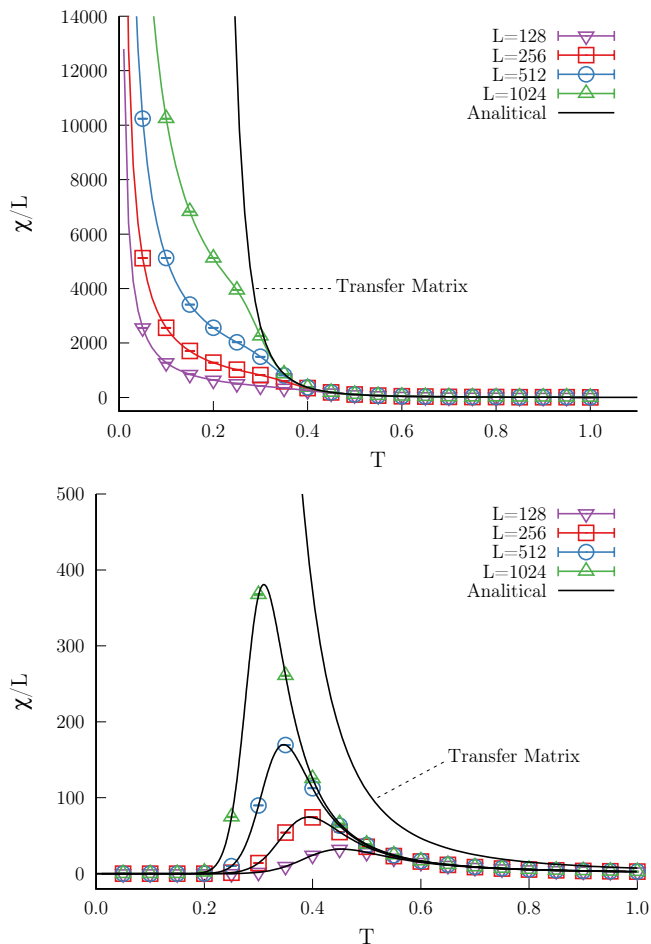 14000
12000
10000
8000
6000
4000
2000
0
χ/L
L=128
L=256
L=512
L=1024
Analitical
Transfer Matrix
0.0 0.2 0.4 0.6 0.8 1.0
T
500
400
300
200
100
0
χ/L
L=128
L=256
L=512
L=1024
Analitical
Transfer Matrix
0.0 0.2 0.4 0.6 0.8 1.0
T